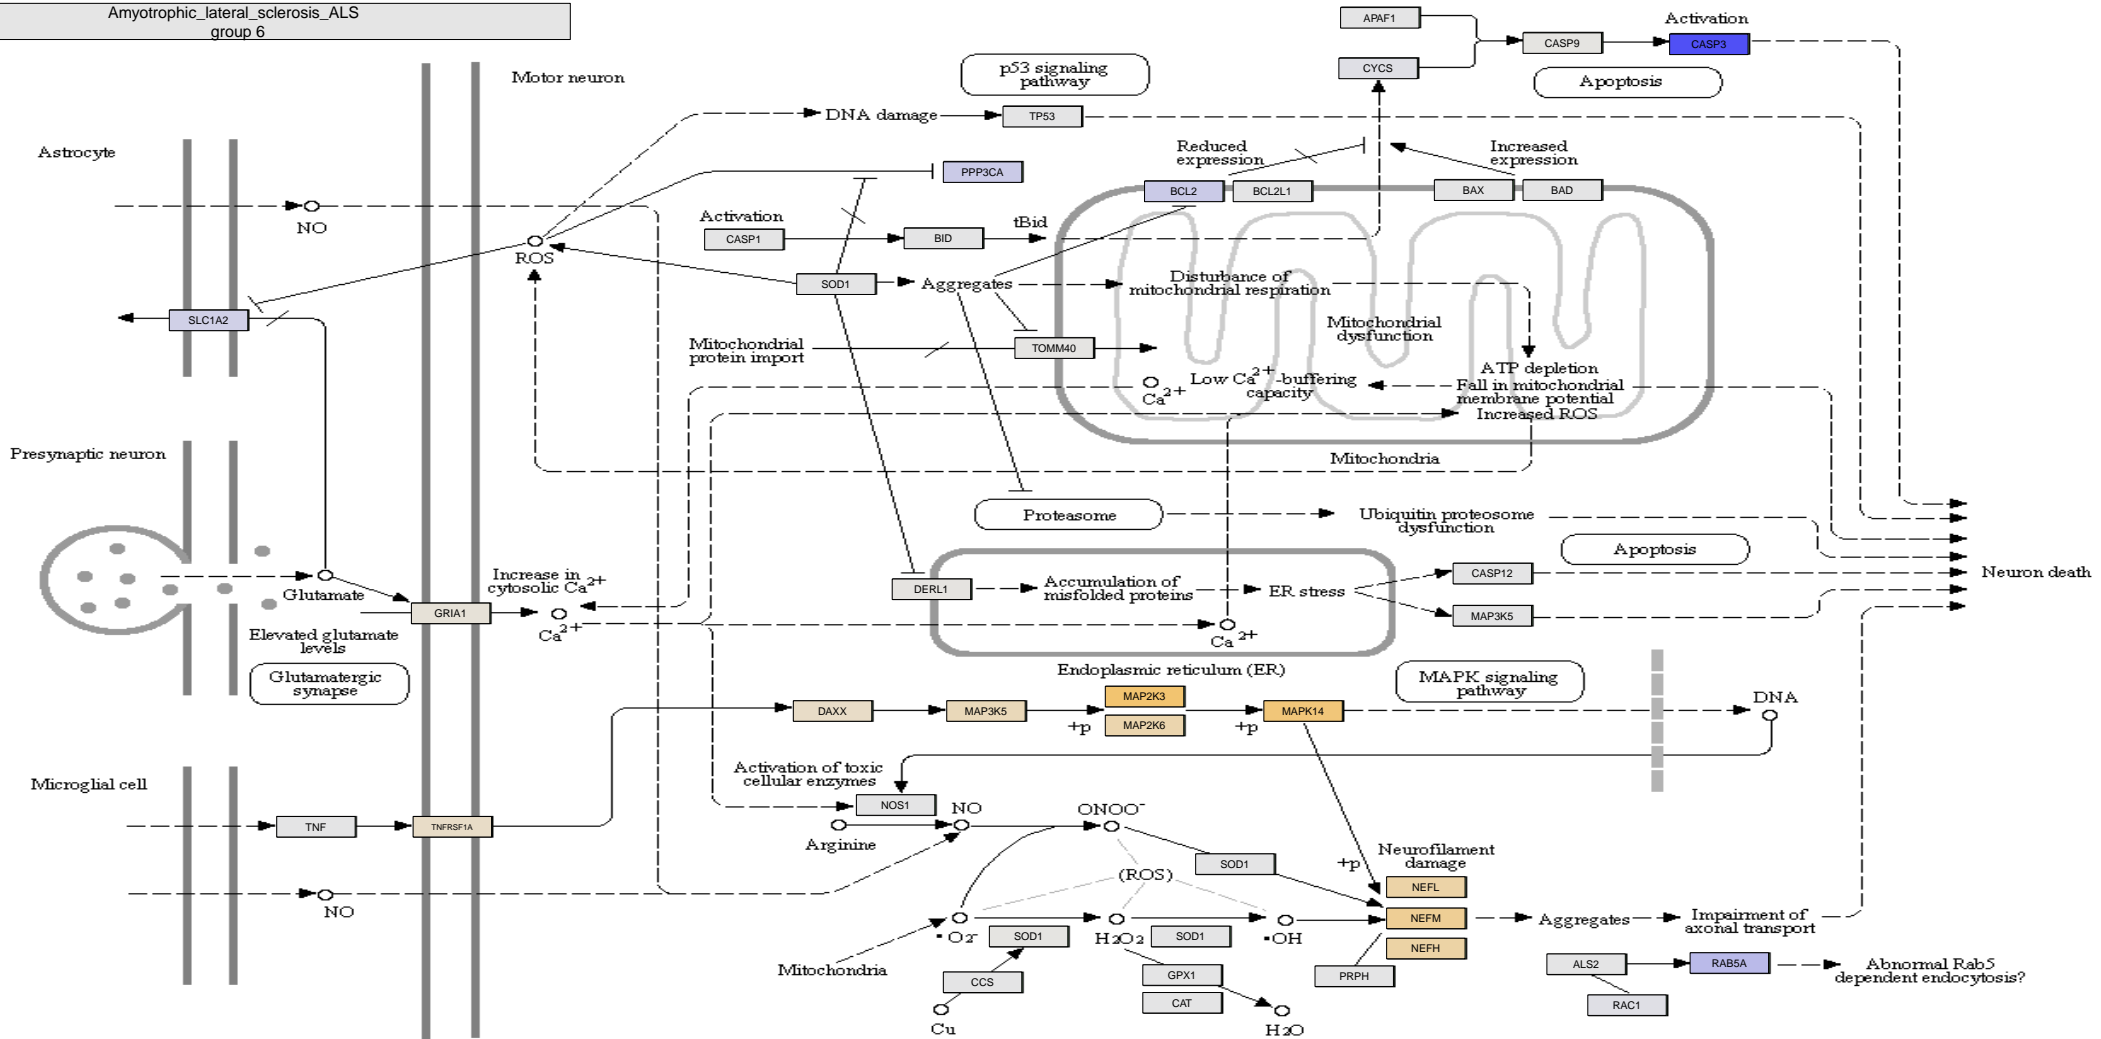 Amyotrophic_lateral_sclerosis_ALS
group 6
APAF1
Activation
CASP9
CASP3
CYCS
Apoptosis
Motor neuron
p53 signaling
pathway
DNA damage
TP53
Astrocyte
Reduced
expression
Increased
expression
PPP3CA
BCL2
BCL2L1
BAX
BAD
NO
Activation
CASP1
BID
tBid
ROS
SOD1
Aggregates
Disturbance of
mitochondrial respiration
SLC1A2
Mitochondrial
protein import
TOMM40
Mitochondrial
dysfunction
ATP depletion
Fall in mitochondrial
membrane potential
Increased ROS
Ca2+
Low Ca2+-buffering
capacity
Presynaptic neuron
Mitochondria
Proteasome
Ubiquitin proteosome
dysfunction
Apoptosis
Glutamate
Increase in
cytosolic Ca2+
DERL1
Accumulation of
misfolded proteins
ER stress
CASP12
Neuron death
GRIA1
Ca2+
MAP3K5
Elevated glutamate
levels
Ca2+
Glutamatergic
synapse
Endoplasmic reticulum (ER)
MAPK signaling
pathway
DNA
DAXX
MAP3K5
+p
MAP2K3
MAP2K6
+p
MAPK14
Microglial cell
Activation of toxic
cellular enzymes
NOS1
NO
ONOO-
TNF
TNFRSF1A
Arginine
SOD1
+p
Neurofilament
damage
(ROS)
NEFL
NO
NEFM
Aggregates
Impairment of
axonal transport
•O2-
SOD1
H2O2
SOD1
•OH
NEFH
Mitochondria
CCS
GPX1
PRPH
ALS2
RAB5A
Abnormal Rab5
dependent endocytosis?
CAT
RAC1
Cu
H2O